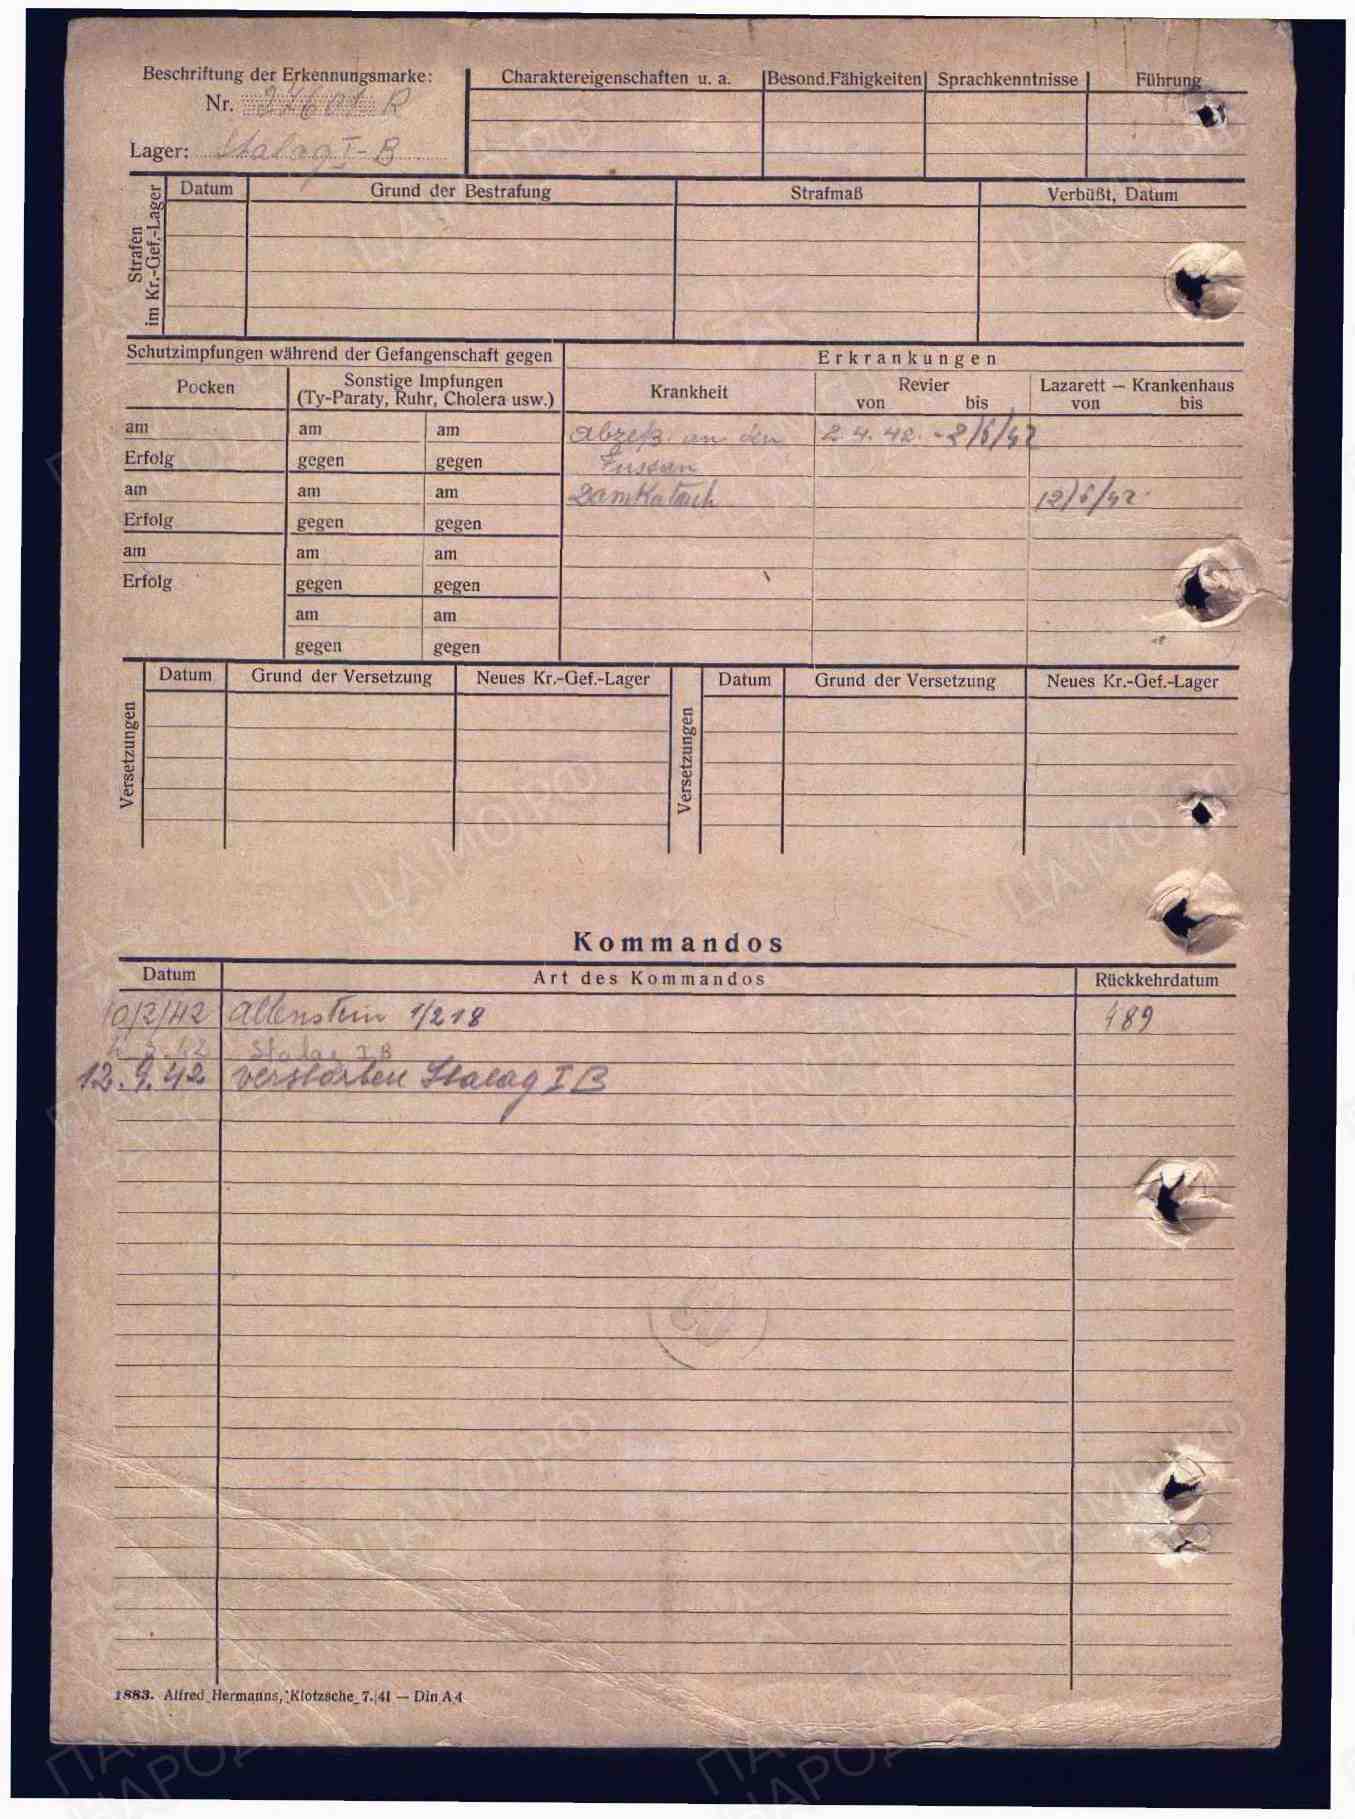 Beschriftung der Erkennungsmarke:
Nr. R
Lager: Stalag I-B
Charaktereigenschaften u. a. Besond.Fähigkeiten Sprachkenntnisse Führung
Strafen im Kr.-Gef.-Lager
Datum Grund der Bestrafung Strafmaß Verbüßt, Datum
Schutzimpfungen während der Gefangenschaft gegen
Erkrankungen
Pocken
Sonstige Impfungen
(Ty-Paraty, Ruhr, Cholera usw.)
Krankheit
Revier
von bis
Lazarett – Krankenhaus
von bis
am am am Abzeß an den 2.4.42. - 2/6/42
Erfolg gegen gegen Fussen
am am am 12/6/42
Erfolg gegen gegen
am am am
Erfolg gegen gegen
am am
gegen gegen
Versetzungen
Datum Grund der Versetzung Neues Kr.-Gef.-Lager
Versetzungen
Datum Grund der Versetzung Neues Kr.-Gef.-Lager
Kommandos
Datum Art des Kommandos Rückkehrdatum
10/2/42 Allenstein 1/218 489
Stalag I B
12.9.42 verstorben Stalag I B
1883. Alfred Hermanns, Klotzsche 7. 41 — Din A 4